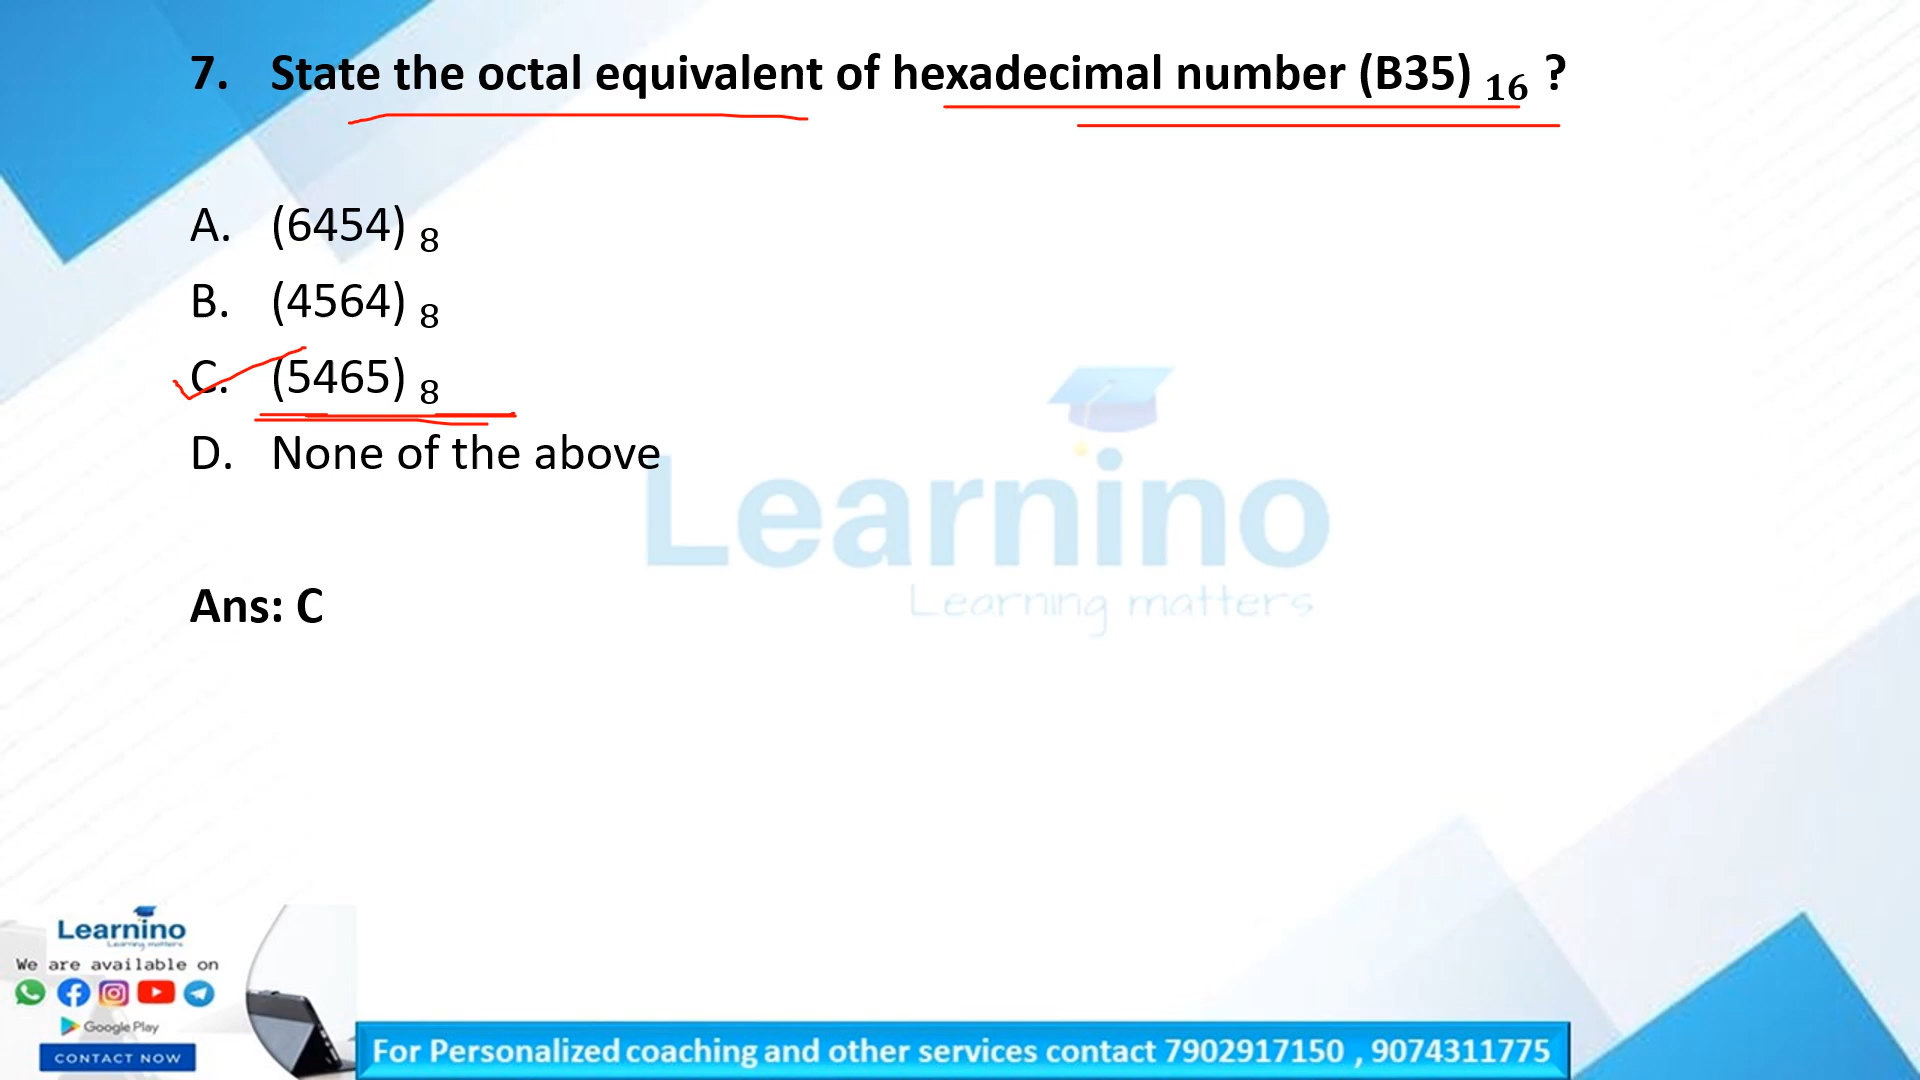 7. State the octal equivalent of hexadecimal number (B35) 16 ?
A. (6454) 8
B. (4564) 8
C. (5465) 8
D. None of the above
Learnino
Learning matters
Ans: C
Learnino
Learning matters
We are available on
Google Play
CONTACT NOW
For Personalized coaching and other services contact 7902917150 , 9074311775